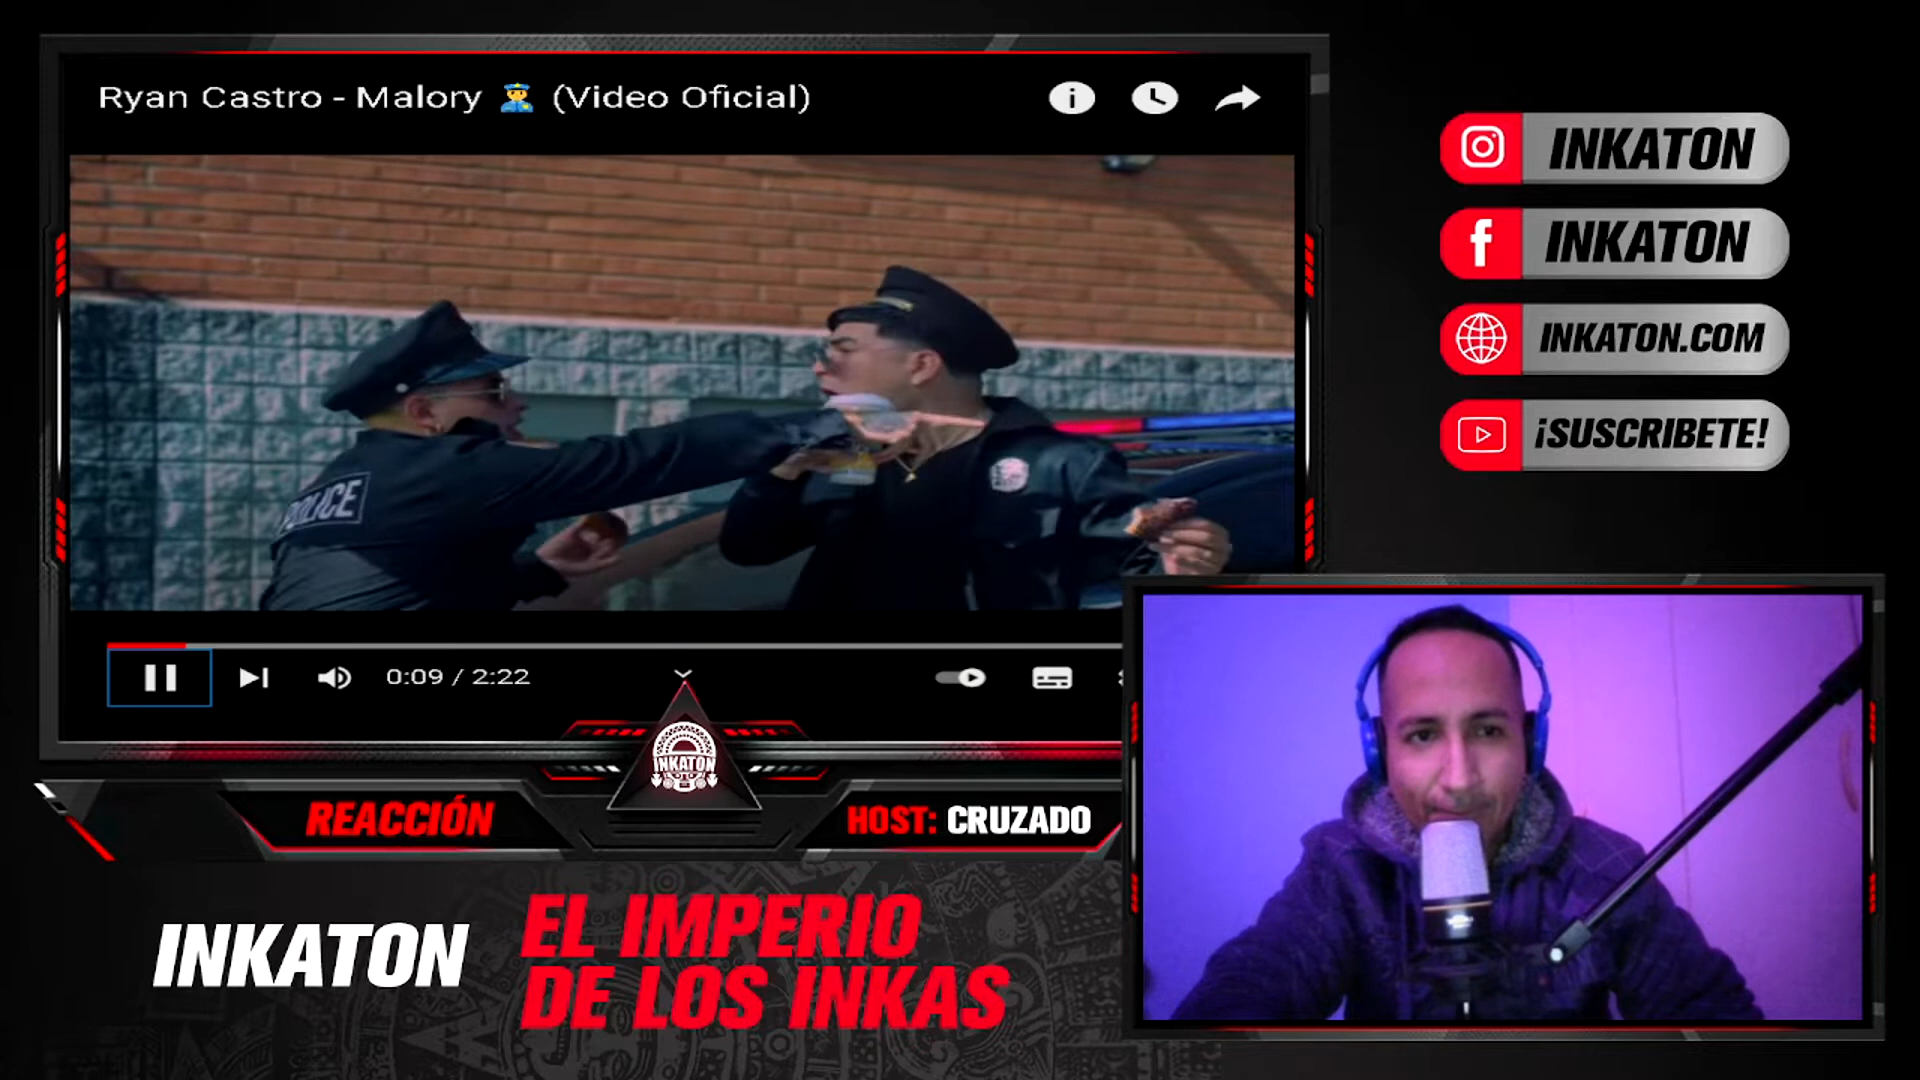 Ryan Castro - Malory 👮 (Video Oficial)
POLICE
0:09 / 2:22
INKATON
INKATON
INKATON.COM
¡SUSCRIBETE!
INKATON
REACCIÓN
HOST: CRUZADO
INKATON
EL IMPERIO
DE LOS INKAS